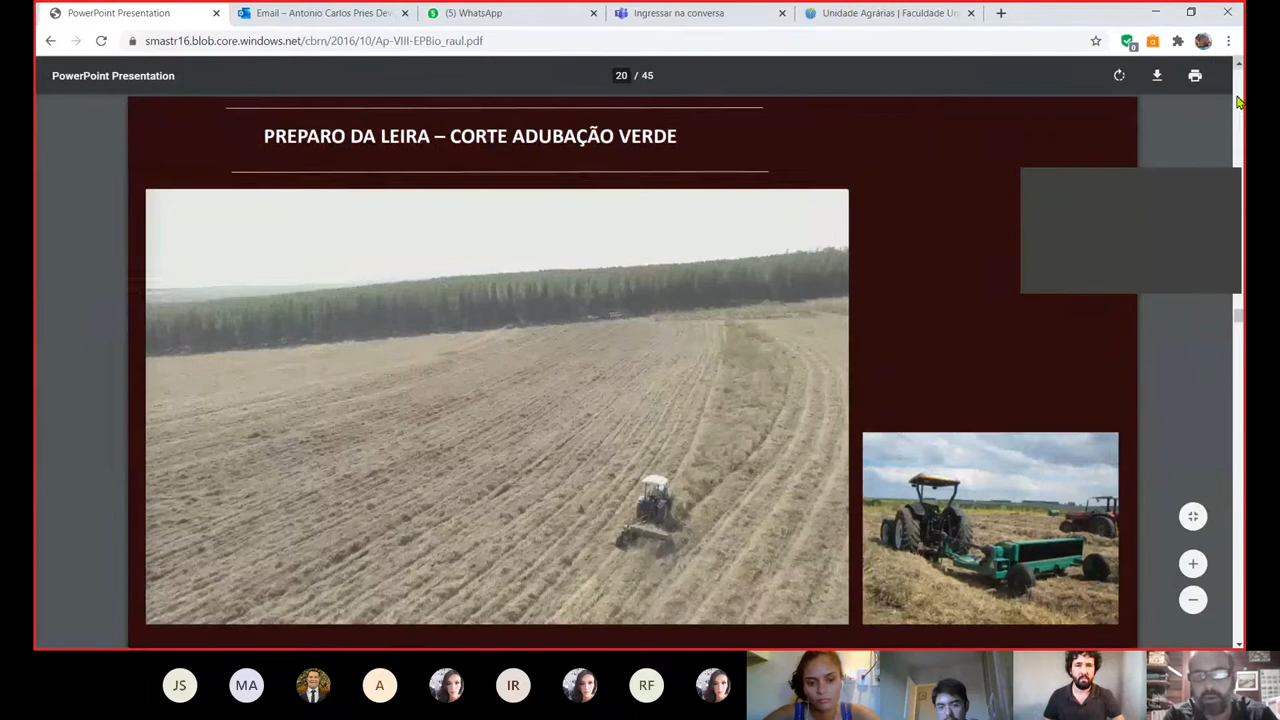 PowerPoint Presentation
Email – Antonio Carlos Pries Dev
(5) WhatsApp
Ingressar na conversa
Unidade Agrárias | Faculdade Un
smastr16.blob.core.windows.net/cbrn/2016/10/Ap-VIII-EPBio_raul.pdf
PowerPoint Presentation
20 / 45
PREPARO DA LEIRA – CORTE ADUBAÇÃO VERDE
JS
MA
A
IR
RF